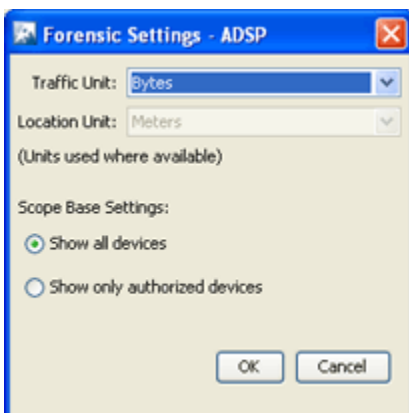 Forensic Settings - ADSP
Traffic Unit: Bytes
Location Unit: Meters
(Units used where available)
Scope Base Settings:
Show all devices
Show only authorized devices
OK Cancel